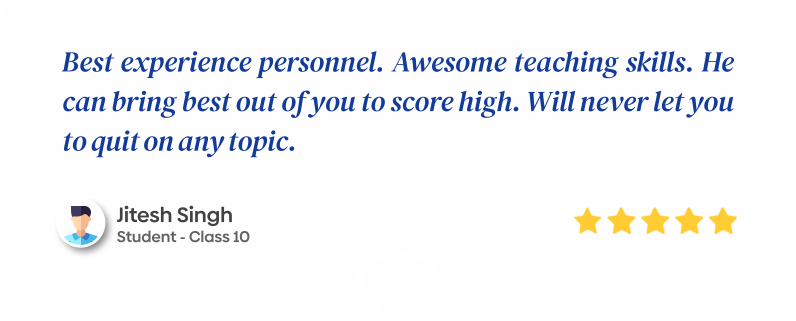 Best experience personnel. Awesome teaching skills. He
can bring best out of you to score high. Will never let you
to quit on any topic.
Jitesh Singh
Student - Class 10